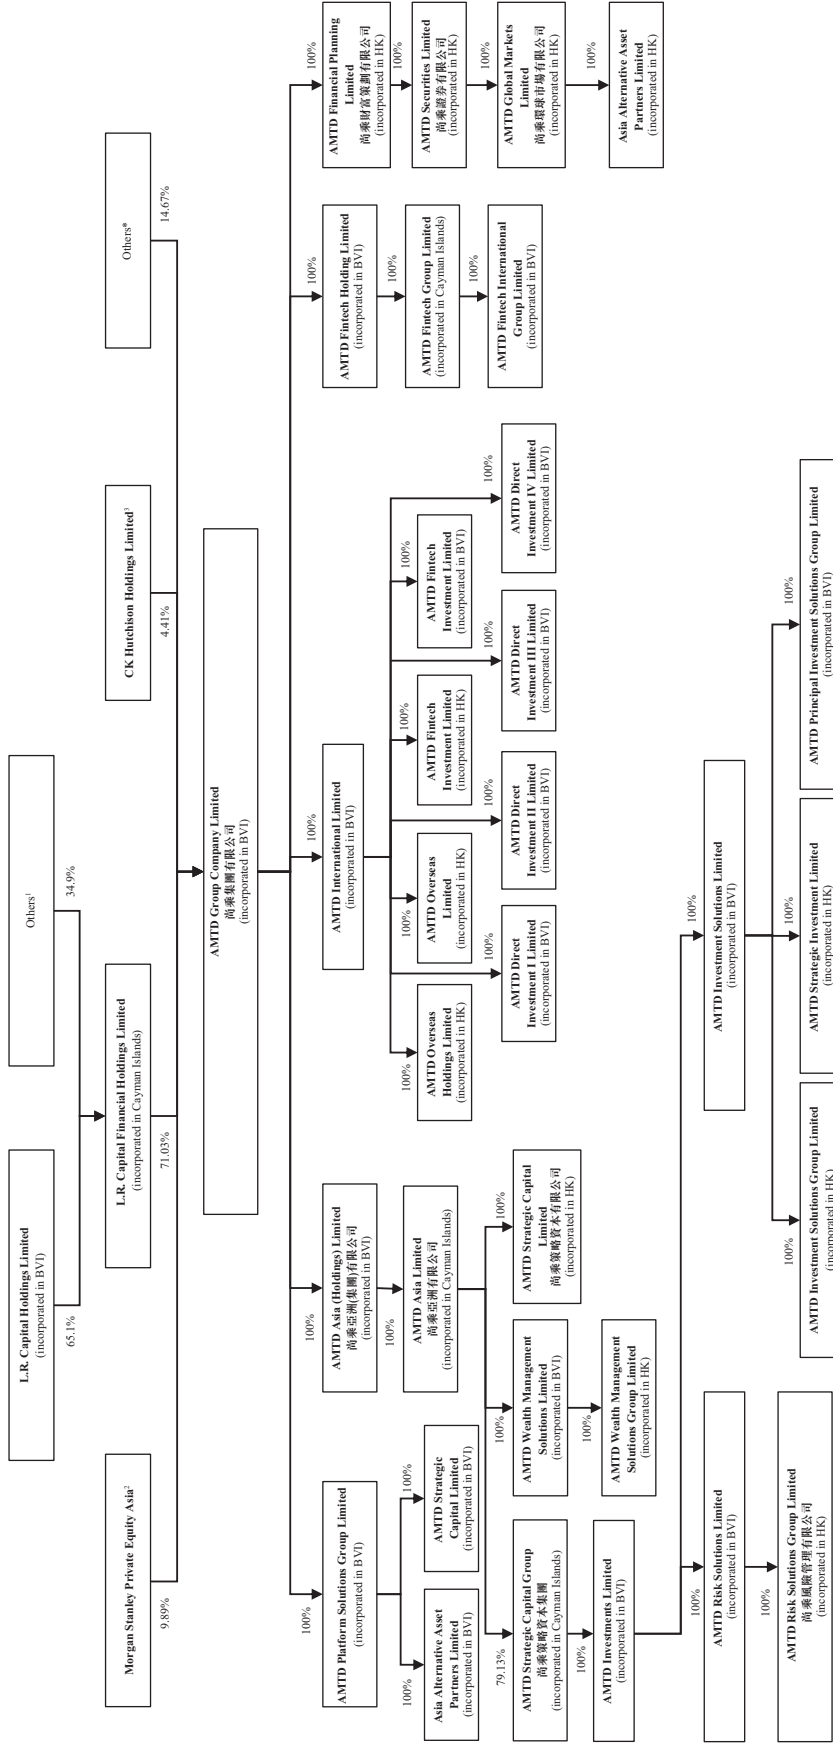 L.R. Capital Holdings Limited
(incorporated in BVI)
Others¹
65.1%
34.9%
Morgan Stanley Private Equity Asia²
L.R. Capital Financial Holdings Limited
(incorporated in Cayman Islands)
CK Hutchison Holdings Limited³
Others*
9.89%
71.03%
4.41%
14.67%
AMTD Group Company Limited
尚乘集團有限公司
(incorporated in BVI)
100%
100%
100%
100%
100%
AMTD Platform Solutions Group Limited
(incorporated in BVI)
AMTD Asia (Holdings) Limited
尚乘亞洲(集團)有限公司
(incorporated in BVI)
AMTD International Limited
(incorporated in BVI)
AMTD Fintech Holding Limited
(incorporated in BVI)
AMTD Financial Planning
Limited
尚乘財富策劃有限公司
(incorporated in HK)
100%
100%
Asia Alternative Asset
Partners Limited
(incorporated in BVI)
AMTD Strategic
Capital Limited
(incorporated in BVI)
100%
AMTD Asia Limited
尚乘亞洲有限公司
(incorporated in Cayman Islands)
100%
100%
100%
100%
AMTD Overseas
Holdings Limited
(incorporated in HK)
AMTD Overseas
Limited
(incorporated in HK)
AMTD Fintech
Investment Limited
(incorporated in HK)
AMTD Fintech
Investment Limited
(incorporated in BVI)
100%
100%
100%
100%
AMTD Direct
Investment I Limited
(incorporated in BVI)
AMTD Direct
Investment II Limited
(incorporated in BVI)
AMTD Direct
Investment III Limited
(incorporated in BVI)
AMTD Direct
Investment IV Limited
(incorporated in BVI)
100%
AMTD Fintech Group Limited
(incorporated in Cayman Islands)
100%
AMTD Fintech International
Group Limited
(incorporated in BVI)
100%
AMTD Securities Limited
尚乘證券有限公司
(incorporated in HK)
100%
AMTD Global Markets
Limited
尚乘環球市場有限公司
(incorporated in HK)
100%
Asia Alternative Asset
Partners Limited
(incorporated in HK)
79.13%
100%
100%
AMTD Strategic Capital Group
尚乘策略資本集團
(incorporated in Cayman Islands)
AMTD Wealth Management
Solutions Limited
(incorporated in BVI)
AMTD Strategic Capital
Limited
尚乘策略資本有限公司
(incorporated in HK)
100%
100%
AMTD Investments Limited
(incorporated in BVI)
AMTD Wealth Management
Solutions Group Limited
(incorporated in HK)
100%
100%
AMTD Risk Solutions Limited
(incorporated in BVI)
AMTD Investment Solutions Limited
(incorporated in BVI)
100%
100%
100%
100%
AMTD Risk Solutions Group Limited
尚乘風險管理有限公司
(incorporated in HK)
AMTD Investment Solutions Group Limited
(incorporated in HK)
AMTD Strategic Investment Limited
(incorporated in HK)
AMTD Principal Investment Solutions Group Limited
(incorporated in BVI)